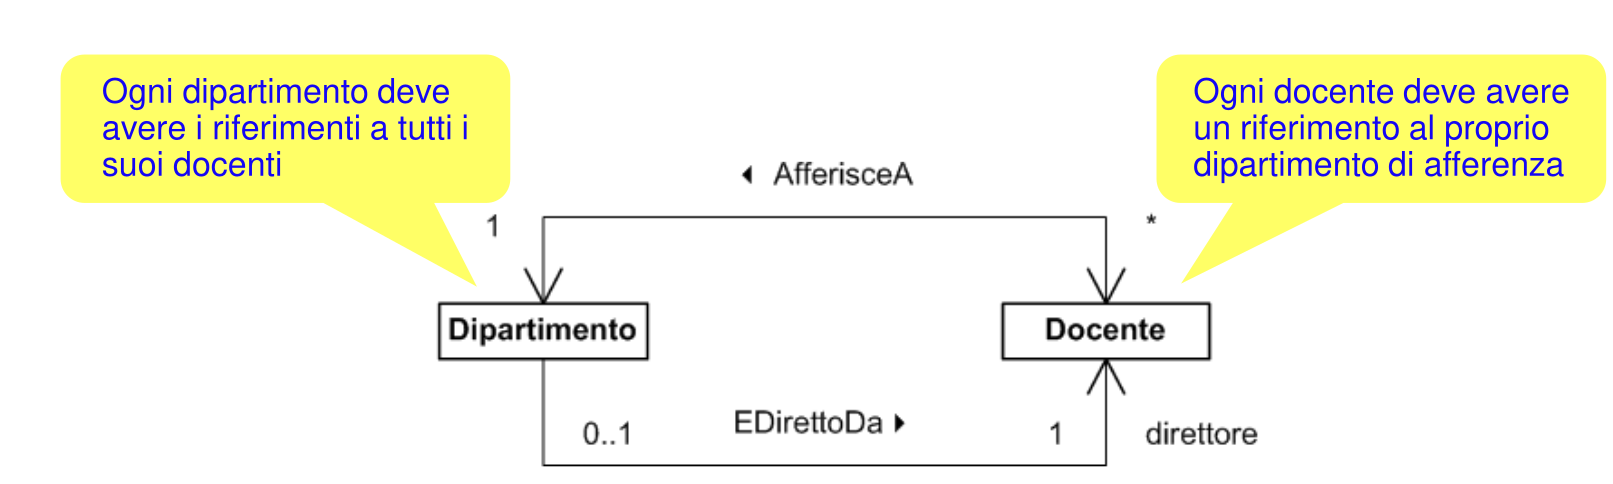 Ogni dipartimento deve
avere i riferimenti a tutti i
suoi docenti
Ogni docente deve avere
un riferimento al proprio
dipartimento di afferenza
◀ AfferisceA
1
*
Dipartimento
Docente
0..1
EDirettoDa ▶
1
direttore